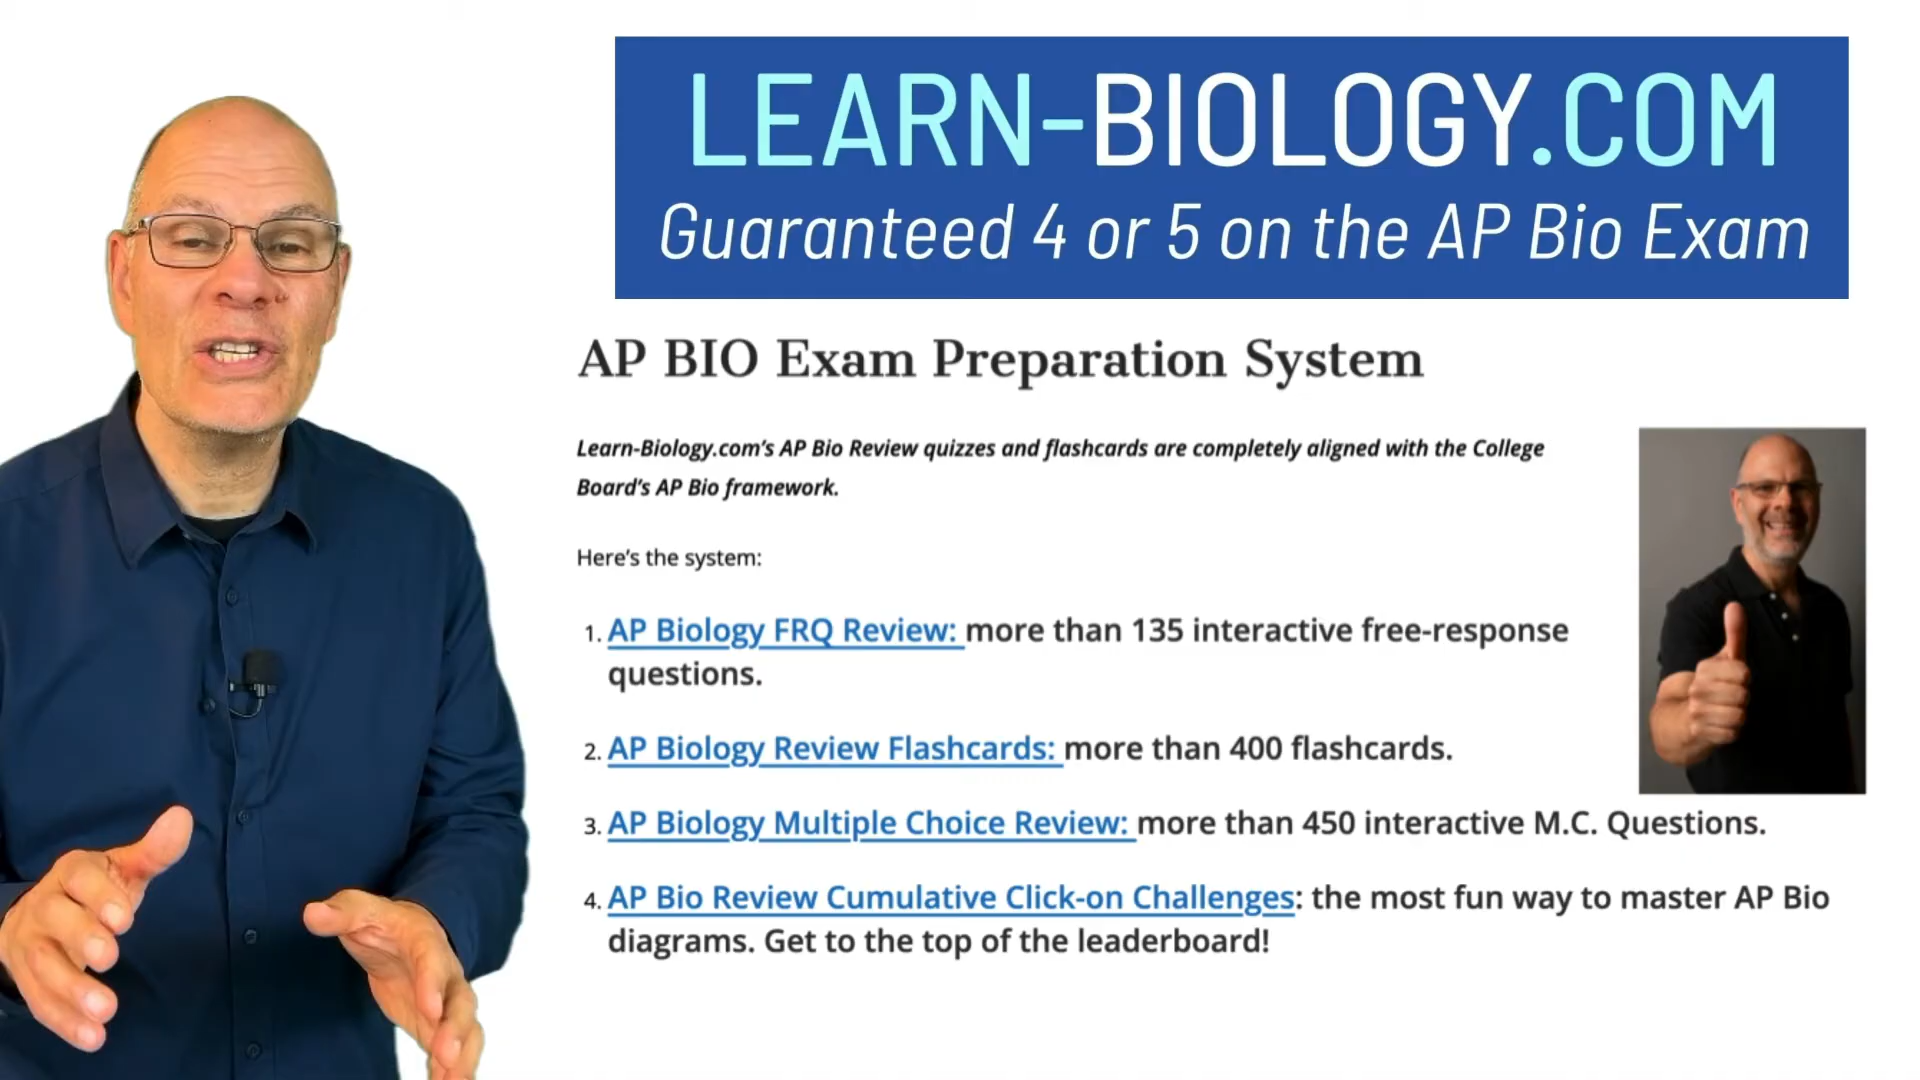 LEARN-BIOLOGY.COM
Guaranteed 4 or 5 on the AP Bio Exam
AP BIO Exam Preparation System
Learn-Biology.com’s AP Bio Review quizzes and flashcards are completely aligned with the College
Board’s AP Bio framework.
Here’s the system:
1. AP Biology FRQ Review: more than 135 interactive free-response
questions.
2. AP Biology Review Flashcards: more than 400 flashcards.
3. AP Biology Multiple Choice Review: more than 450 interactive M.C. Questions.
4. AP Bio Review Cumulative Click-on Challenges: the most fun way to master AP Bio
diagrams. Get to the top of the leaderboard!